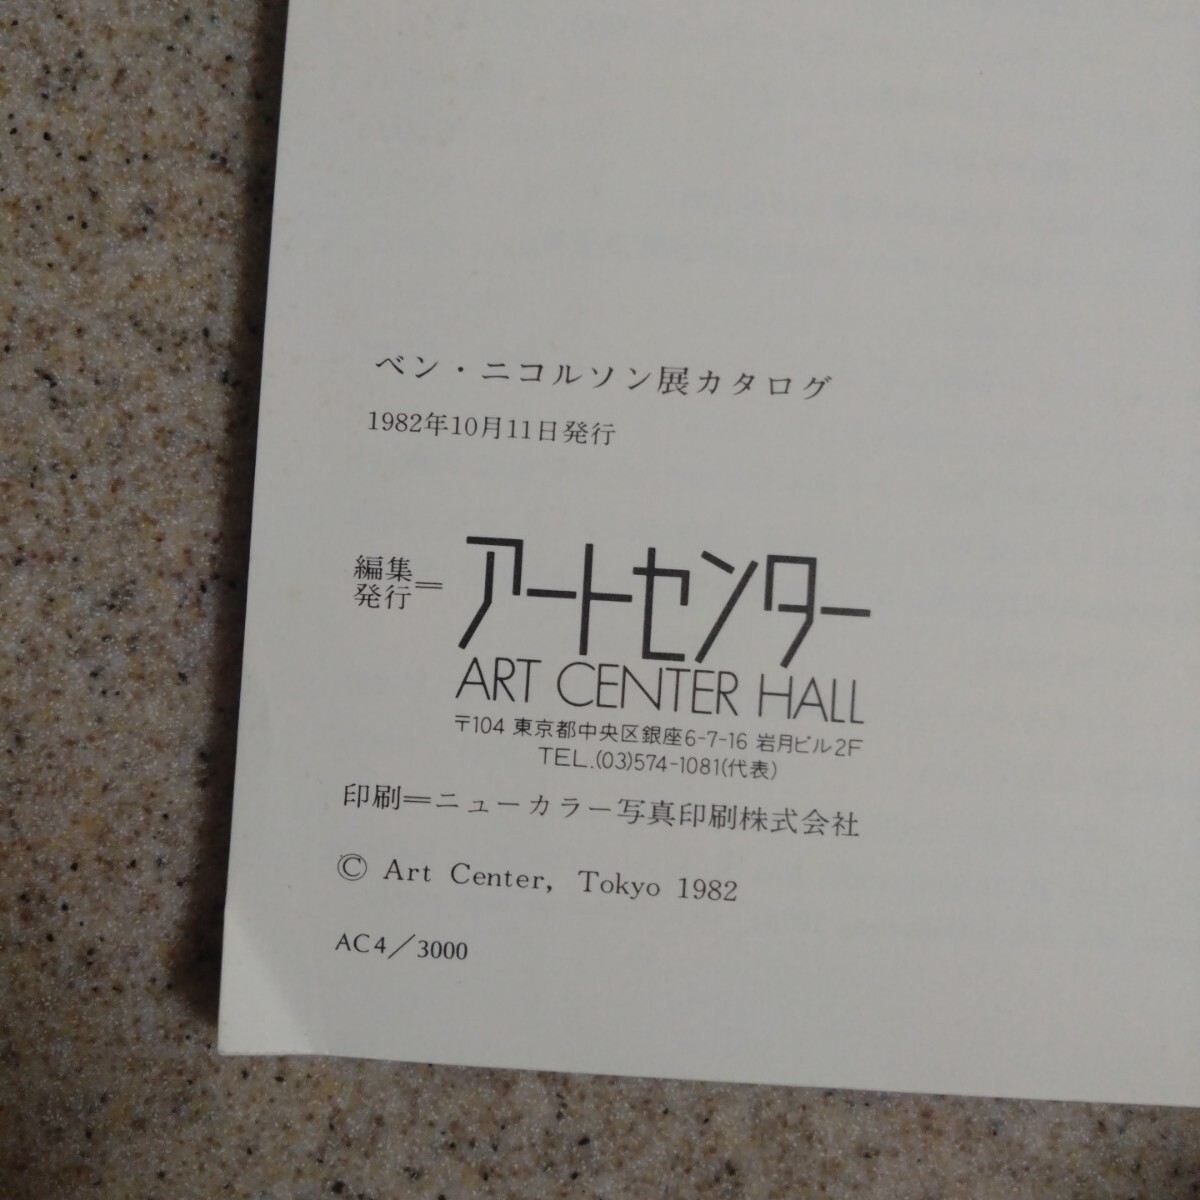 ベン・ニコルソン展カタログ
1982年10月11日発行
編集
発行＝
アートセンター
ART CENTER HALL
〒104 東京都中央区銀座6-7-16 岩月ビル2F
TEL.(03)574-1081(代表)
印刷＝ニューカラー写真印刷株式会社
© Art Center, Tokyo 1982
AC4／3000